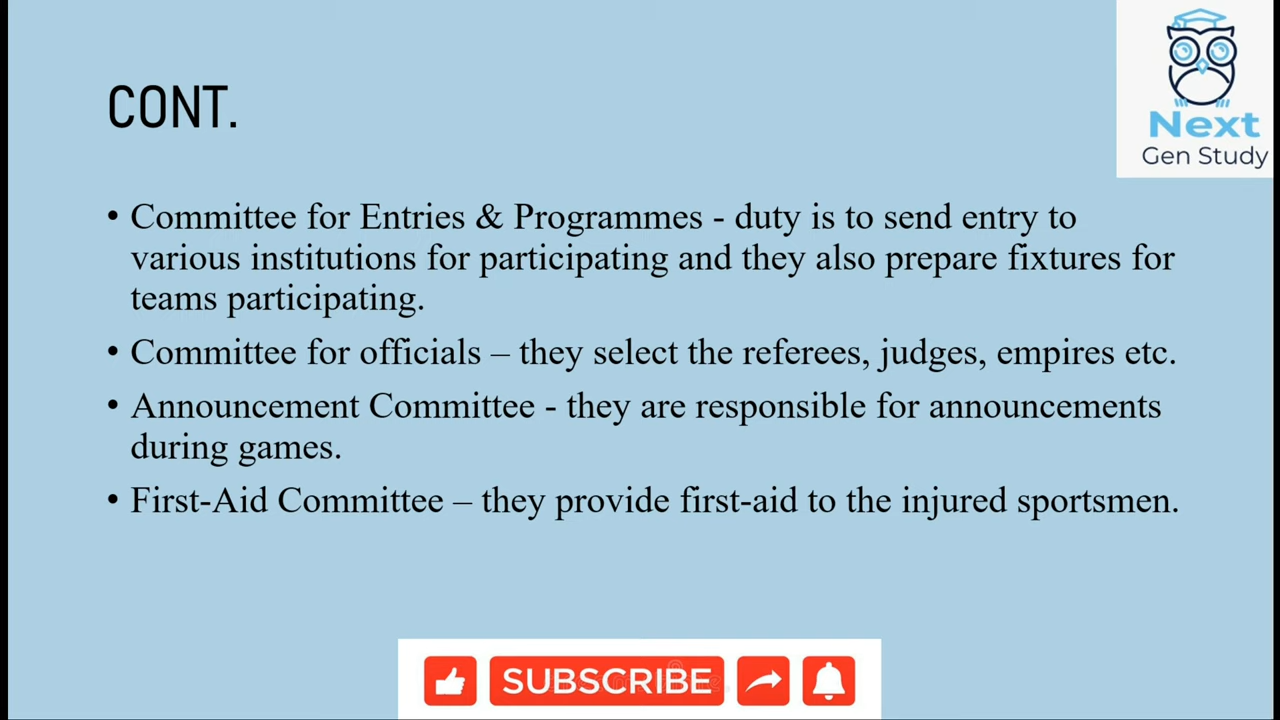 CONT.
Next
Gen Study
• Committee for Entries & Programmes - duty is to send entry to
various institutions for participating and they also prepare fixtures for
teams participating.
• Committee for officials – they select the referees, judges, empires etc.
• Announcement Committee - they are responsible for announcements
during games.
• First-Aid Committee – they provide first-aid to the injured sportsmen.
SUBSCRIBE